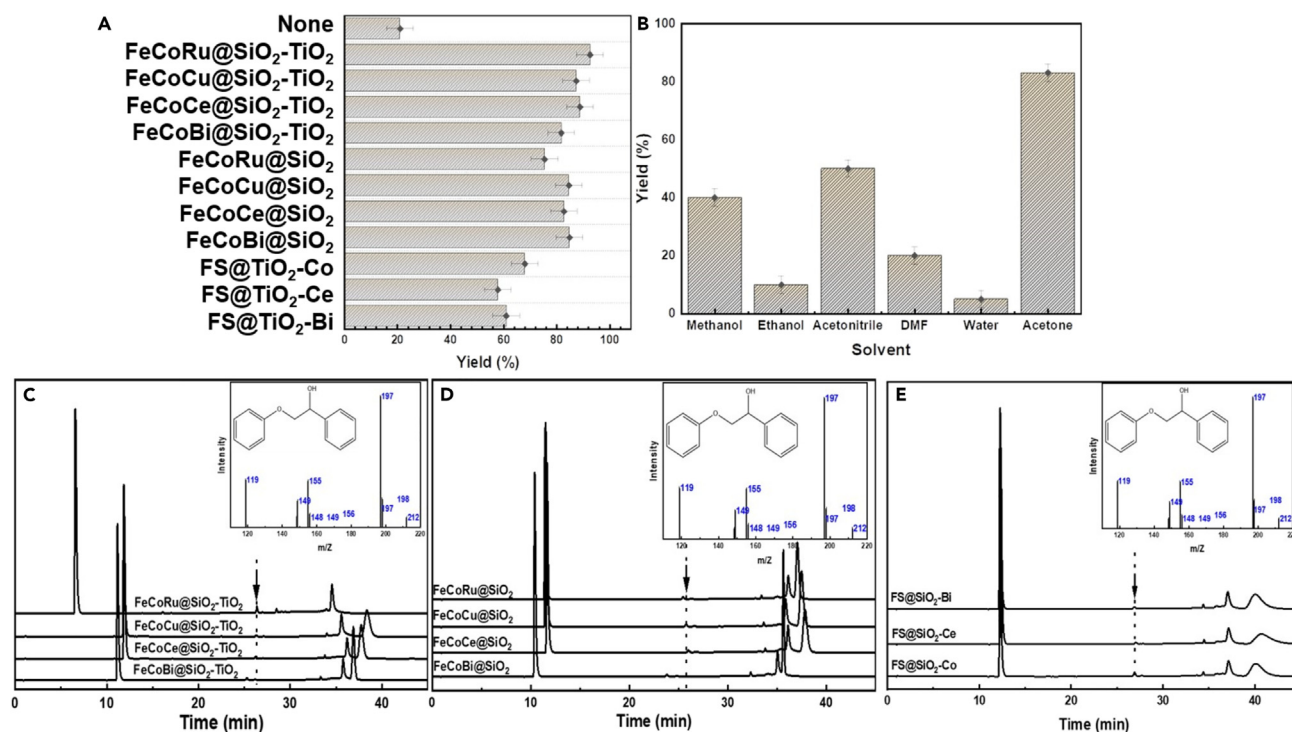 A
None
FeCoRu@SiO₂-TiO₂
FeCoCu@SiO₂-TiO₂
FeCoCe@SiO₂-TiO₂
FeCoBi@SiO₂-TiO₂
FeCoRu@SiO₂
FeCoCu@SiO₂
FeCoCe@SiO₂
FeCoBi@SiO₂
FS@TiO₂-Co
FS@TiO₂-Ce
FS@TiO₂-Bi
0 20 40 60 80 100
Yield (%)
B
100
80
60
40
20
0
Yield (%)
Methanol Ethanol Acetonitrile DMF Water Acetone
Solvent
C
OH
O
197
119
155
149
148 149 156
198
197
212
Intensity
120 140 160 180 200 220
m/Z
FeCoRu@SiO₂-TiO₂
FeCoCu@SiO₂-TiO₂
FeCoCe@SiO₂-TiO₂
FeCoBi@SiO₂-TiO₂
0 10 20 30 40
Time (min)
D
OH
O
197
119
155
149
148 149 156
198
197
212
Intensity
120 140 160 180 200 220
m/Z
FeCoRu@SiO₂
FeCoCu@SiO₂
FeCoCe@SiO₂
FeCoBi@SiO₂
0 10 20 30 40
Time (min)
E
OH
O
197
119
155
149
148 149 156
198
197
212
Intensity
120 140 160 180 200 220
m/Z
FS@SiO₂-Bi
FS@SiO₂-Ce
FS@SiO₂-Co
0 10 20 30 40
Time (min)